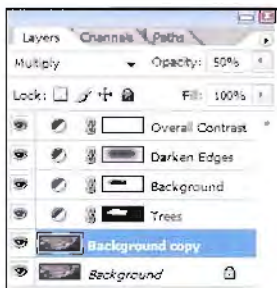 Layers Channels Paths
Multiply Opacity: 50%
Lock: Fill: 100%
Overall Contrast
Darken Edges
Background
Trees
Background copy
Background